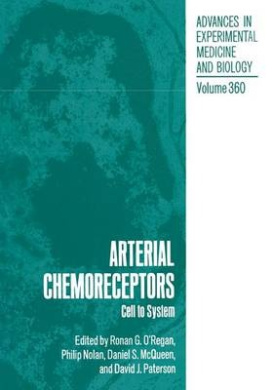 ADVANCES IN
EXPERIMENTAL
MEDICINE
AND BIOLOGY
Volume 360
ARTERIAL
CHEMORECEPTORS
Cell to System
Edited by Ronan G. O'Regan,
Philip Nolan, Daniel S. McQueen,
and David J. Paterson